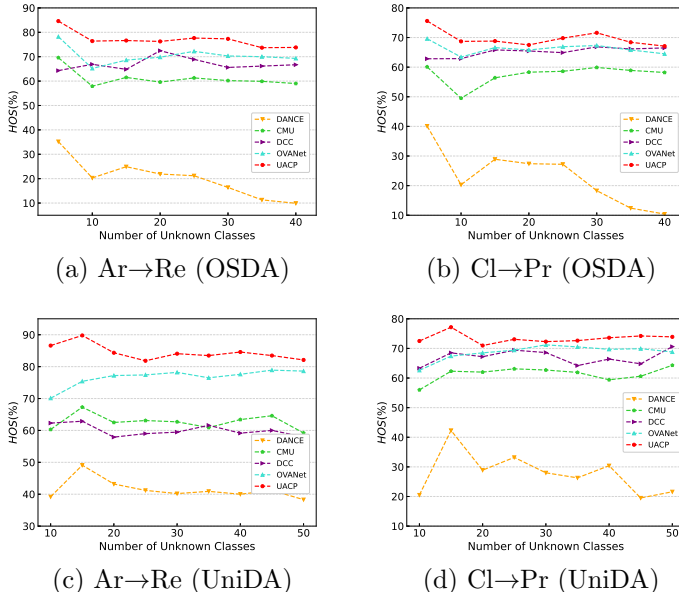 90
80
70
60
50
40
30
20
10
HOS(%)
10 20 30 40
Number of Unknown Classes
DANCE
CMU
DCC
OVANet
UACP
(a) Ar→Re (OSDA)
80
70
60
50
40
30
20
10
HOS(%)
10 20 30 40
Number of Unknown Classes
DANCE
CMU
DCC
OVANet
UACP
(b) Cl→Pr (OSDA)
90
80
70
60
50
40
30
HOS(%)
10 20 30 40 50
Number of Unknown Classes
DANCE
CMU
DCC
OVANet
UACP
(c) Ar→Re (UniDA)
80
70
60
50
40
30
20
10
HOS(%)
10 20 30 40 50
Number of Unknown Classes
DANCE
CMU
DCC
OVANet
UACP
(d) Cl→Pr (UniDA)